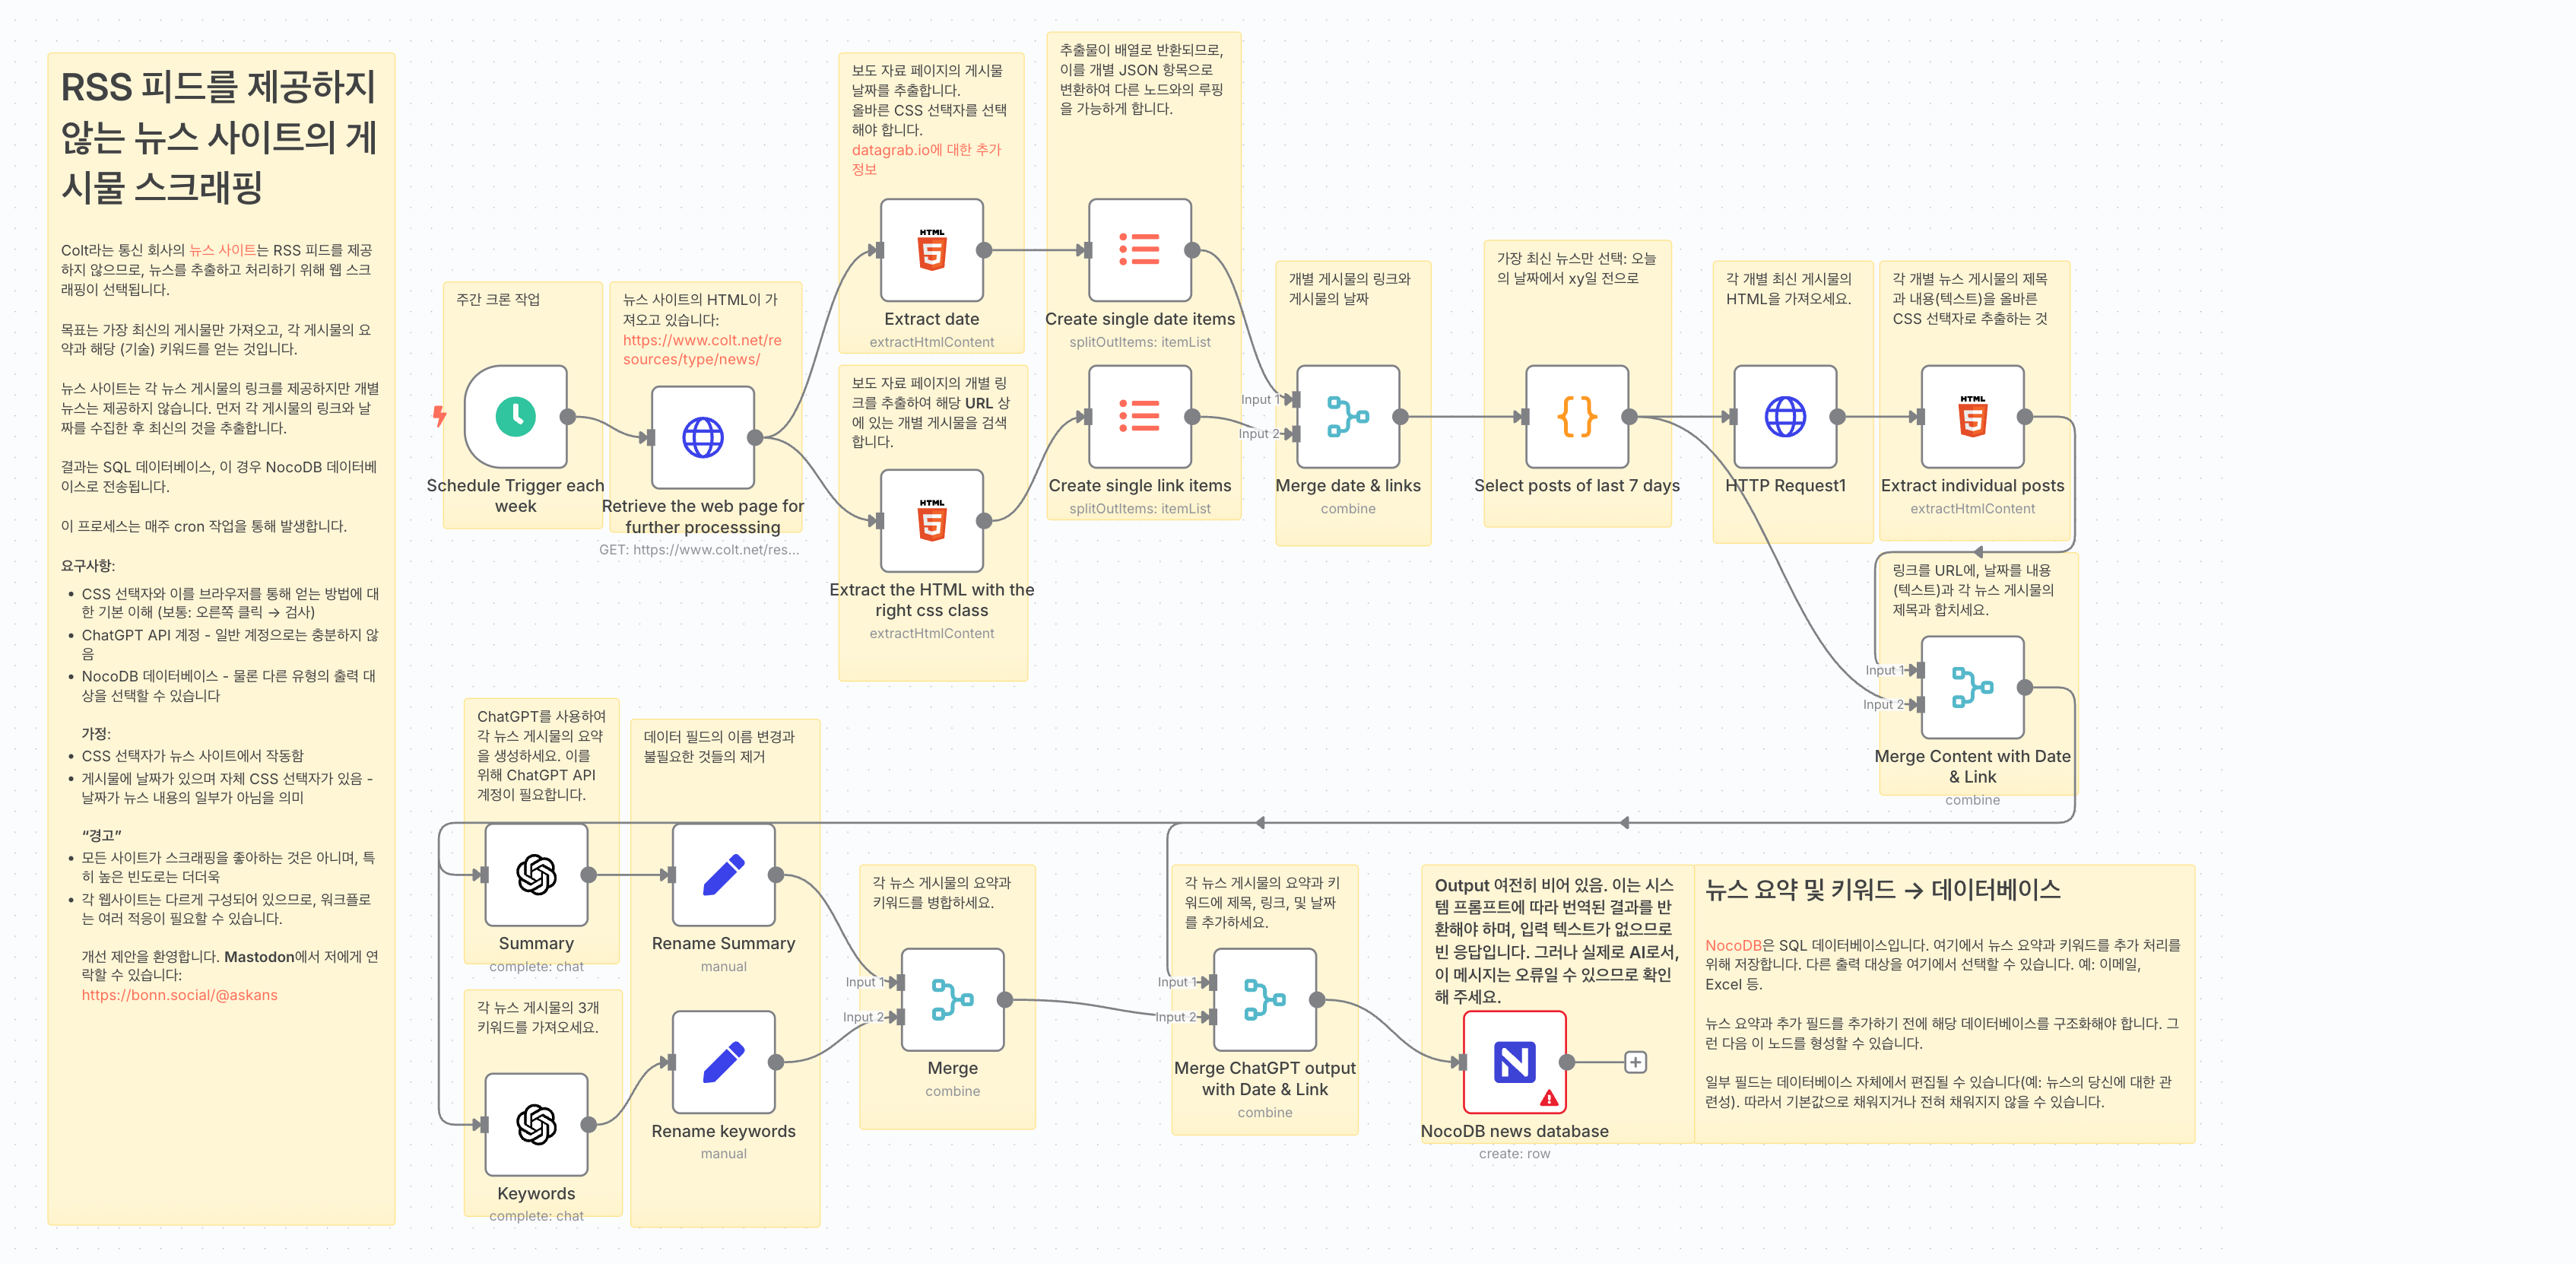 RSS 피드를 제공하지
않는 뉴스 사이트의 게
시물 스크래핑
Colt라는 통신 회사의 뉴스 사이트는 RSS 피드를 제공
하지 않으므로, 뉴스를 추출하고 처리하기 위해 웹 스크
래핑이 선택됩니다.
목표는 가장 최신의 게시물만 가져오고, 각 게시물의 요
약과 해당 (기술) 키워드를 얻는 것입니다.
뉴스 사이트는 각 뉴스 게시물의 링크를 제공하지만 개별
뉴스는 제공하지 않습니다. 먼저 각 게시물의 링크와 날
짜를 수집한 후 최신의 것을 추출합니다.
결과는 SQL 데이터베이스, 이 경우 NocoDB 데이터베
이스로 전송됩니다.
이 프로세스는 매주 cron 작업을 통해 발생합니다.
요구사항:
• CSS 선택자와 이를 브라우저를 통해 얻는 방법에 대
한 기본 이해 (보통: 오른쪽 클릭 → 검사)
• ChatGPT API 계정 - 일반 계정으로는 충분하지 않
음
• NocoDB 데이터베이스 - 물론 다른 유형의 출력 대
상을 선택할 수 있습니다
가정:
• CSS 선택자가 뉴스 사이트에서 작동함
• 게시물에 날짜가 있으며 자체 CSS 선택자가 있음 -
날짜가 뉴스 내용의 일부가 아님을 의미
“경고”
• 모든 사이트가 스크래핑을 좋아하는 것은 아니며, 특
히 높은 빈도로는 더더욱
• 각 웹사이트는 다르게 구성되어 있으므로, 워크플로
는 여러 적응이 필요할 수 있습니다.
개선 제안을 환영합니다. Mastodon에서 저에게 연
락할 수 있습니다:
https://bonn.social/@askans
주간 크론 작업
Schedule Trigger each
week
뉴스 사이트의 HTML이 가
져오고 있습니다:
https://www.colt.net/re
sources/type/news/
Retrieve the web page for
further processsing
GET: https://www.colt.net/res...
보도 자료 페이지의 게시물
날짜를 추출합니다.
올바른 CSS 선택자를 선택
해야 합니다.
datagrab.io에 대한 추가
정보
Extract date
extractHtmlContent
보도 자료 페이지의 개별 링
크를 추출하여 해당 URL 상
에 있는 개별 게시물을 검색
합니다.
Extract the HTML with the
right css class
extractHtmlContent
추출물이 배열로 반환되므로,
이를 개별 JSON 항목으로
변환하여 다른 노드와의 루핑
을 가능하게 합니다.
Create single date items
splitOutItems: itemList
Create single link items
splitOutItems: itemList
개별 게시물의 링크와
게시물의 날짜
Input 1
Input 2
Merge date & links
combine
가장 최신 뉴스만 선택: 오늘
의 날짜에서 xy일 전으로
Select posts of last 7 days
각 개별 최신 게시물의
HTML을 가져오세요.
HTTP Request1
각 개별 뉴스 게시물의 제목
과 내용(텍스트)을 올바른
CSS 선택자로 추출하는 것
Extract individual posts
extractHtmlContent
링크를 URL에, 날짜를 내용
(텍스트)과 각 뉴스 게시물의
제목과 합치세요.
Input 1
Input 2
Merge Content with Date
& Link
combine
ChatGPT를 사용하여
각 뉴스 게시물의 요약
을 생성하세요. 이를
위해 ChatGPT API
계정이 필요합니다.
Summary
complete: chat
각 뉴스 게시물의 3개
키워드를 가져오세요.
Keywords
complete: chat
데이터 필드의 이름 변경과
불필요한 것들의 제거
Rename Summary
manual
Rename keywords
manual
각 뉴스 게시물의 요약과
키워드를 병합하세요.
Input 1
Input 2
Merge
combine
각 뉴스 게시물의 요약과 키
워드에 제목, 링크, 및 날짜
를 추가하세요.
Input 1
Input 2
Merge ChatGPT output
with Date & Link
combine
Output 여전히 비어 있음. 이는 시스
템 프롬프트에 따라 번역된 결과를 반
환해야 하며, 입력 텍스트가 없으므로
빈 응답입니다. 그러나 실제로 AI로서,
이 메시지는 오류일 수 있으므로 확인
해 주세요.
NocoDB news database
create: row
뉴스 요약 및 키워드 → 데이터베이스
NocoDB은 SQL 데이터베이스입니다. 여기에서 뉴스 요약과 키워드를 추가 처리를
위해 저장합니다. 다른 출력 대상을 여기에서 선택할 수 있습니다. 예: 이메일,
Excel 등.
뉴스 요약과 추가 필드를 추가하기 전에 해당 데이터베이스를 구조화해야 합니다. 그
런 다음 이 노드를 형성할 수 있습니다.
일부 필드는 데이터베이스 자체에서 편집될 수 있습니다(예: 뉴스의 당신에 대한 관
련성). 따라서 기본값으로 채워지거나 전혀 채워지지 않을 수 있습니다.